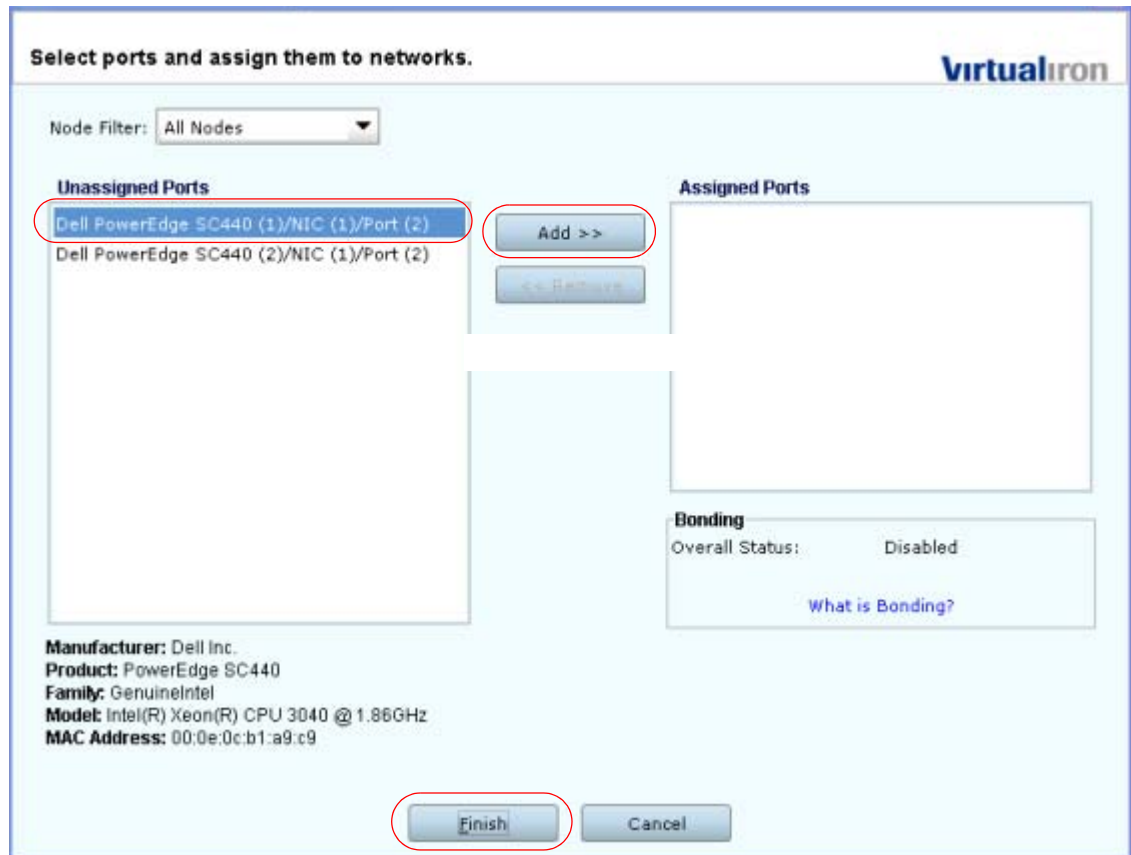 Select ports and assign them to networks.
Virtualiron
Node Filter: All Nodes
Unassigned Ports
Assigned Ports
Dell PowerEdge SC440 (1)/NIC (1)/Port (2)
Dell PowerEdge SC440 (2)/NIC (1)/Port (2)
Add >>
<< Remove
Bonding
Overall Status: Disabled
What is Bonding?
Manufacturer: Dell Inc.
Product: PowerEdge SC440
Family: GenuineIntel
Model: Intel(R) Xeon(R) CPU 3040 @ 1.86GHz
MAC Address: 00:0e:0c:b1:a9:c9
Finish
Cancel